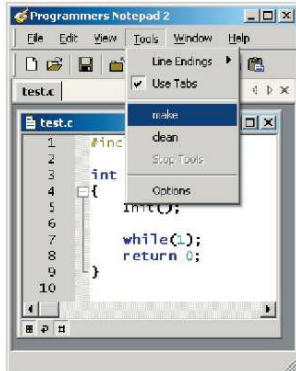 Programmers Notepad 2
File Edit View Tools Window Help
Line Endings
Use Tabs
make
clean
Stop Tools
Options
test.c
test.c
1 #inc
2
3 int
4 {
5 Init();
6
7 while(1);
8 return 0;
9 }
10